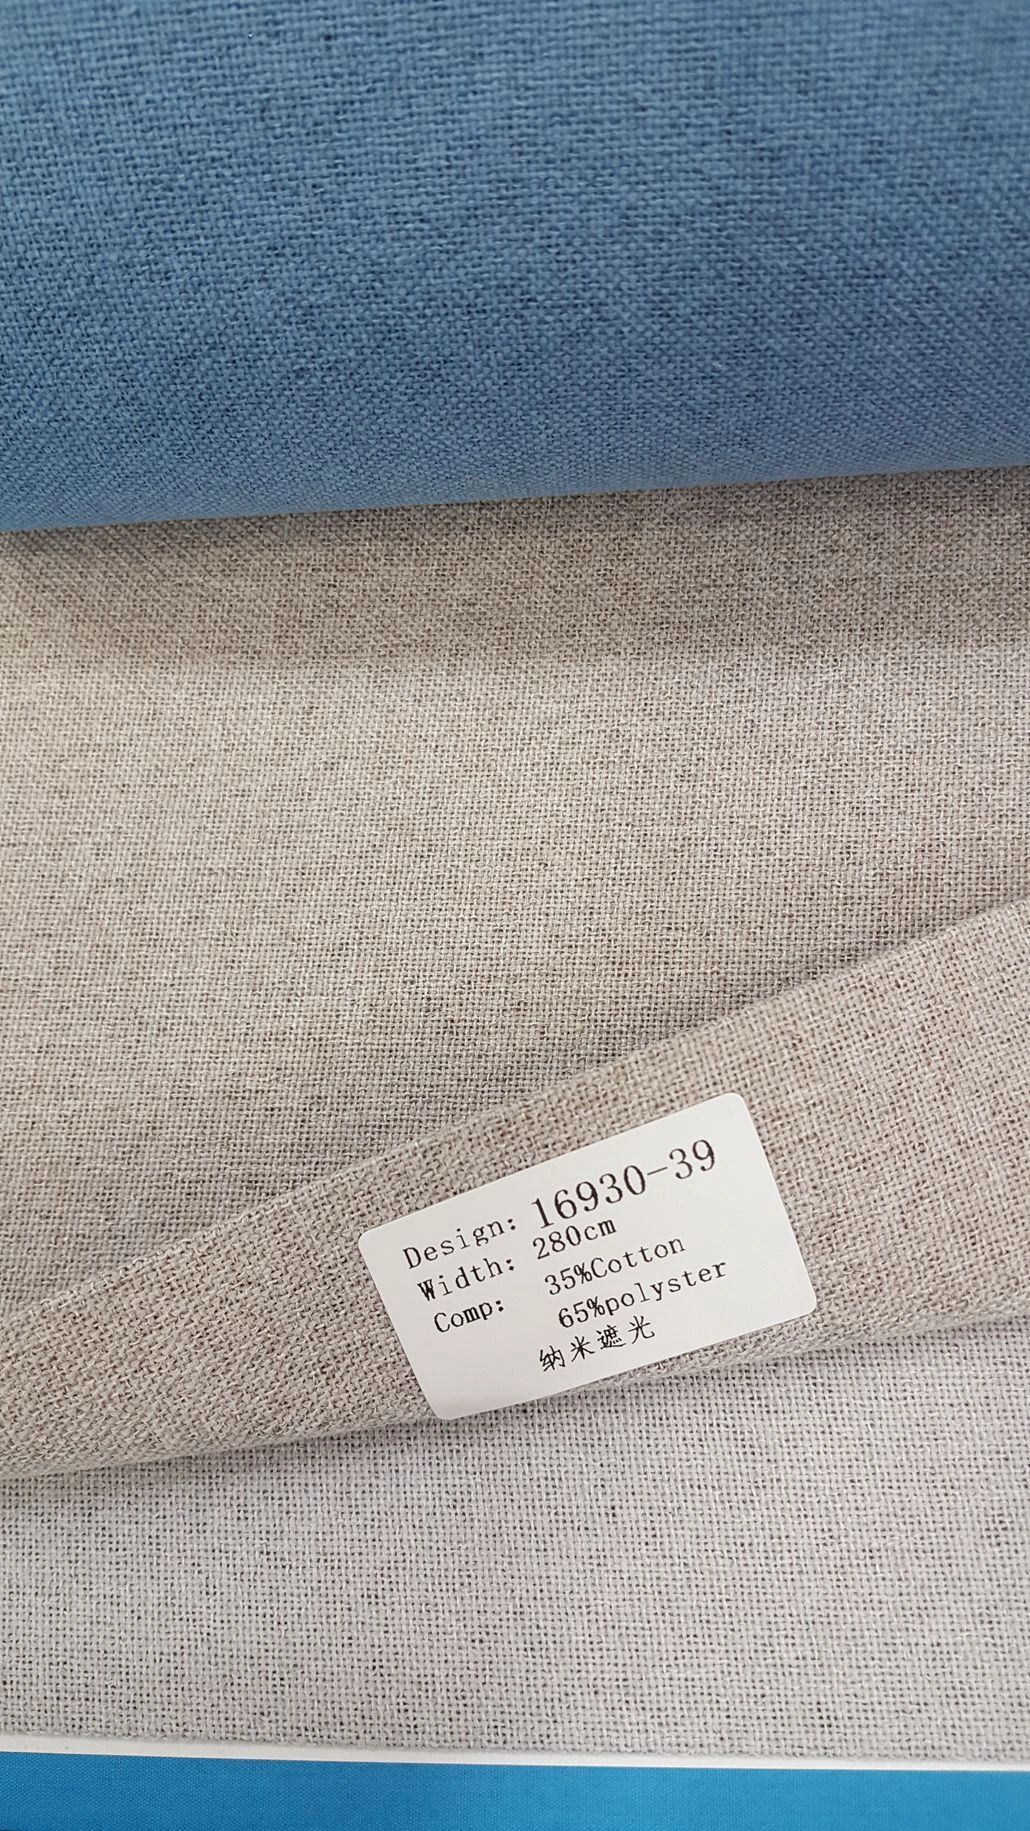 Design: 16930-39
Width: 280cm
Comp: 35%Cotton
65%polyster
纳米遮光